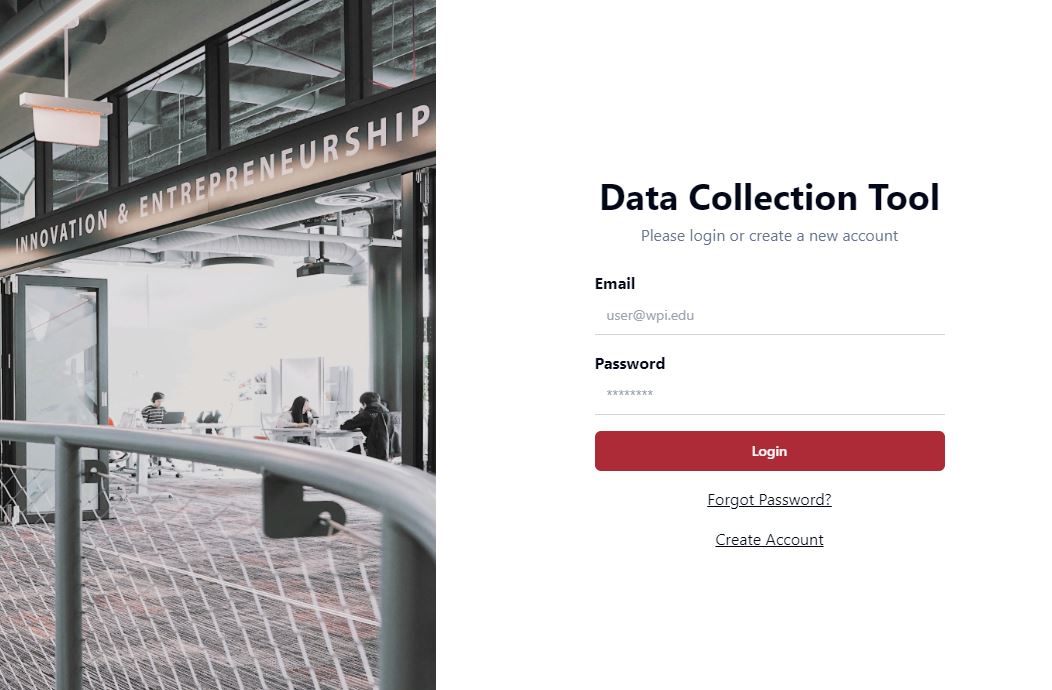 INNOVATION & ENTREPRENEURSHIP
Data Collection Tool
Please login or create a new account
Email
user@wpi.edu
Password
********
Login
Forgot Password?
Create Account